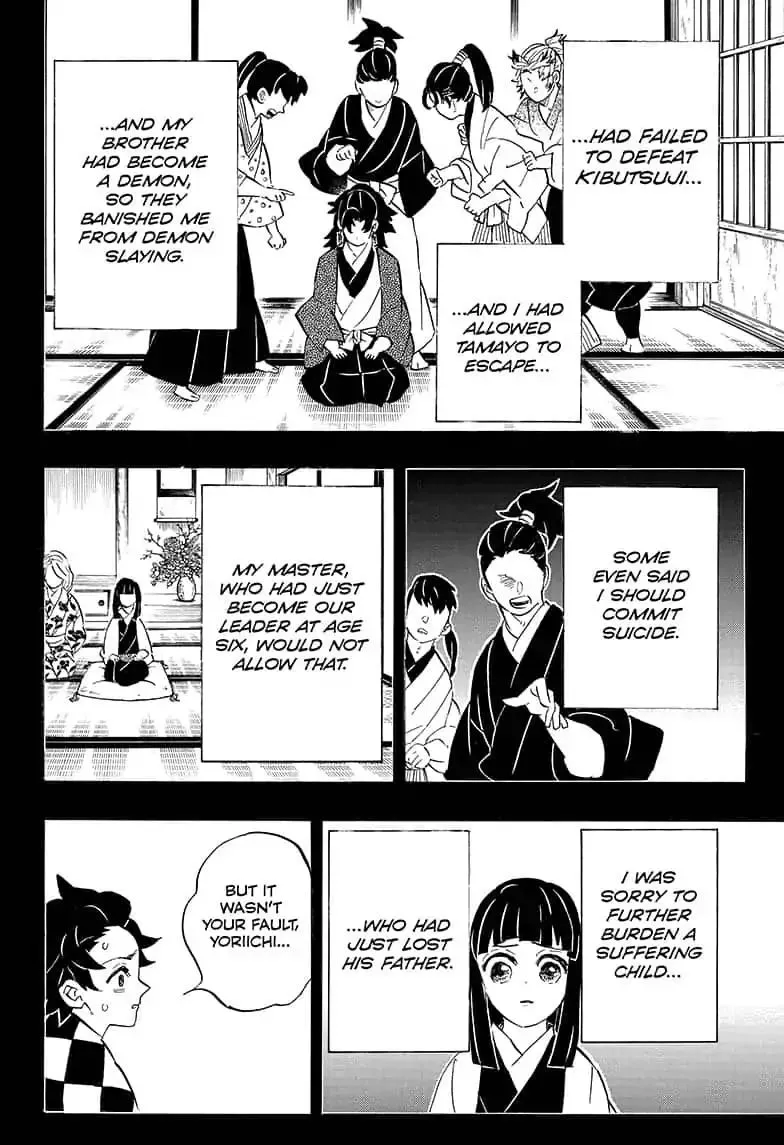 ...HAD FAILED
TO DEFEAT
KIBUTSUJI...
...AND I HAD
ALLOWED
TAMAYO TO
ESCAPE...
...AND MY
BROTHER
HAD BECOME
A DEMON,
SO THEY
BANISHED ME
FROM DEMON
SLAYING.
SOME
EVEN SAID
I SHOULD
COMMIT
SUICIDE.
MY MASTER,
WHO HAD JUST
BECOME OUR
LEADER AT AGE
SIX, WOULD NOT
ALLOW THAT.
I WAS
SORRY TO
FURTHER
BURDEN A
SUFFERING
CHILD...
...WHO HAD
JUST LOST
HIS FATHER.
BUT IT
WASN'T
YOUR FAULT,
YORIICHI...